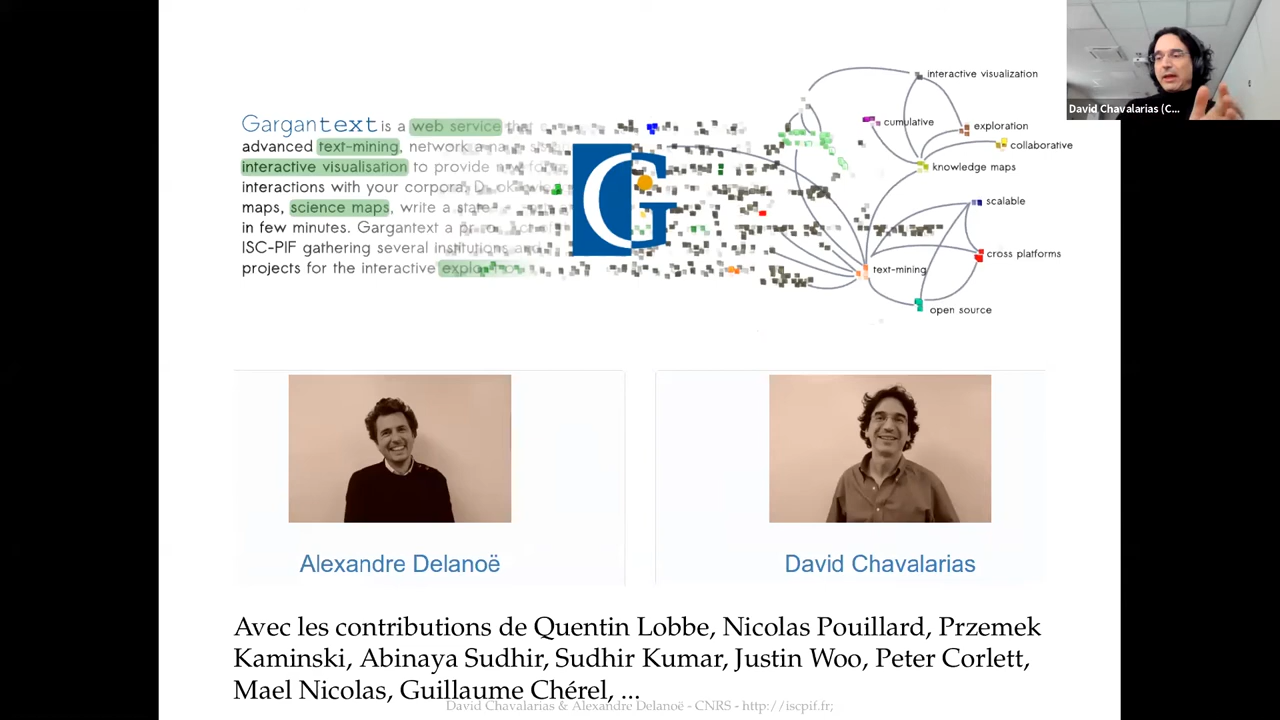 Gargantext is a web service that
advanced text-mining, network
interactive visualisation to provide
interactions with your corpora.
maps, science maps, write a state
in few minutes. Gargantext a
ISC-PIF gathering several institutions and
projects for the interactive
G
interactive visualization
cumulative
exploration
collaborative
knowledge maps
scalable
cross platforms
text-mining
open source
David Chavalarias (C...
Alexandre Delanoë
David Chavalarias
Avec les contributions de Quentin Lobbe, Nicolas Pouillard, Przemek
Kaminski, Abinaya Sudhir, Sudhir Kumar, Justin Woo, Peter Corlett,
Mael Nicolas, Guillaume Chérel, ...
David Chavalarias & Alexandre Delanoë - CNRS - http://iscpif.fr;